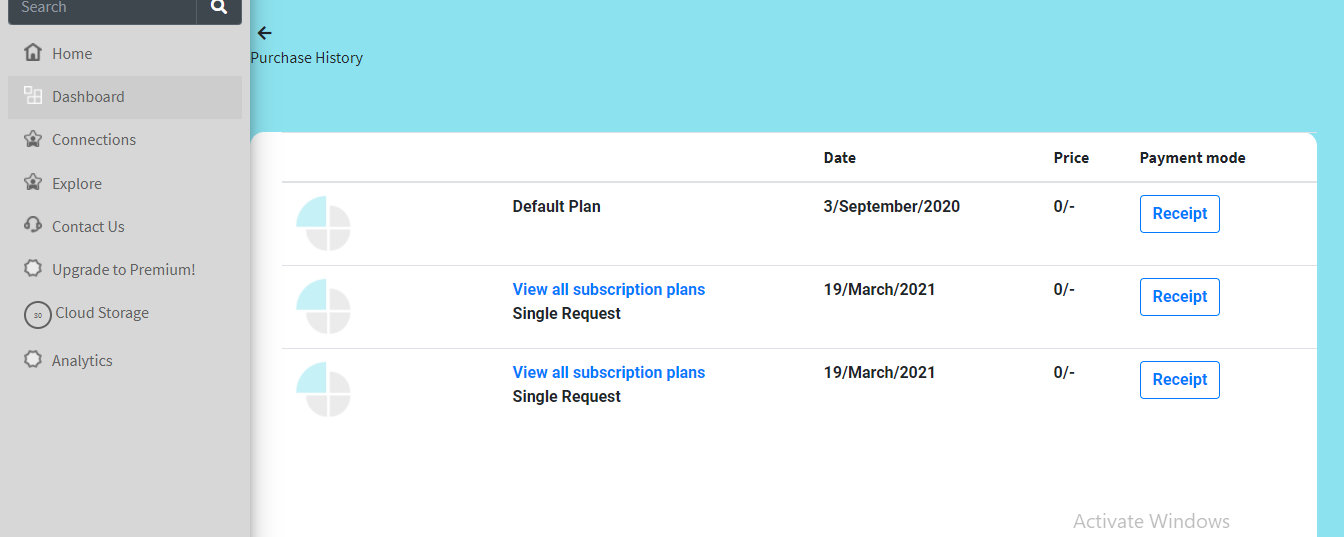 Search
Home
Dashboard
Connections
Explore
Contact Us
Upgrade to Premium!
30 Cloud Storage
Analytics
Purchase History
Date Price Payment mode
Default Plan 3/September/2020 0/- Receipt
View all subscription plans 19/March/2021 0/- Receipt
Single Request
View all subscription plans 19/March/2021 0/- Receipt
Single Request
Activate Windows